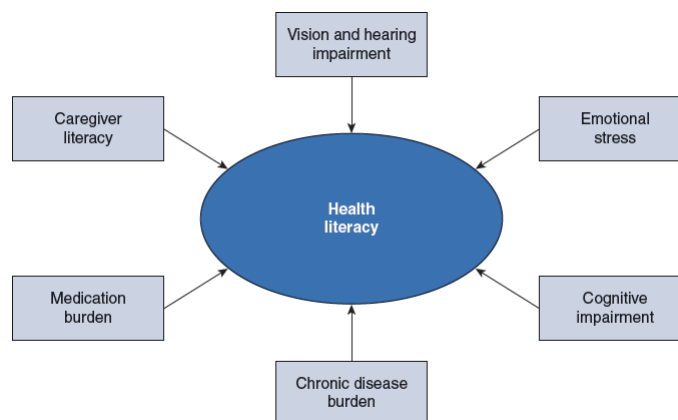 Vision and hearing
impairment
Caregiver
literacy
Emotional
stress
Health
literacy
Medication
burden
Cognitive
impairment
Chronic disease
burden